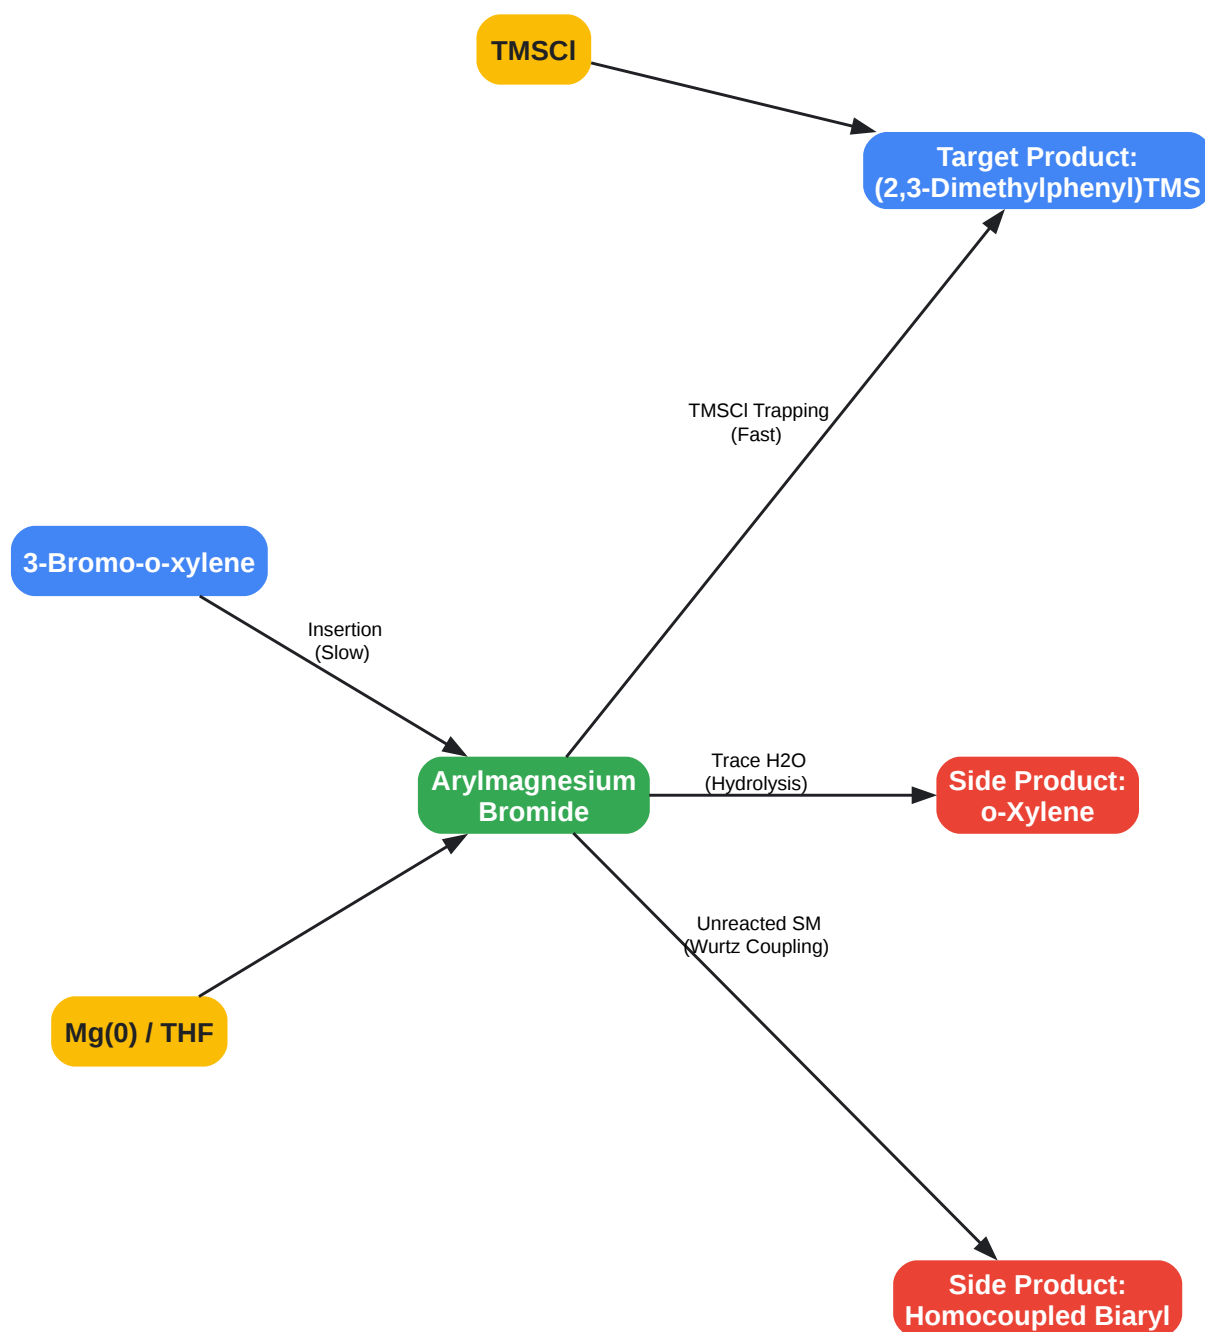 TMSCl
Target Product:
(2,3-Dimethylphenyl)TMS
TMSCl Trapping
(Fast)
3-Bromo-o-xylene
Insertion
(Slow)
Arylmagnesium
Bromide
Trace H2O
(Hydrolysis)
Side Product:
o-Xylene
Unreacted SM
(Wurtz Coupling)
Mg(0) / THF
Side Product:
Homocoupled Biaryl